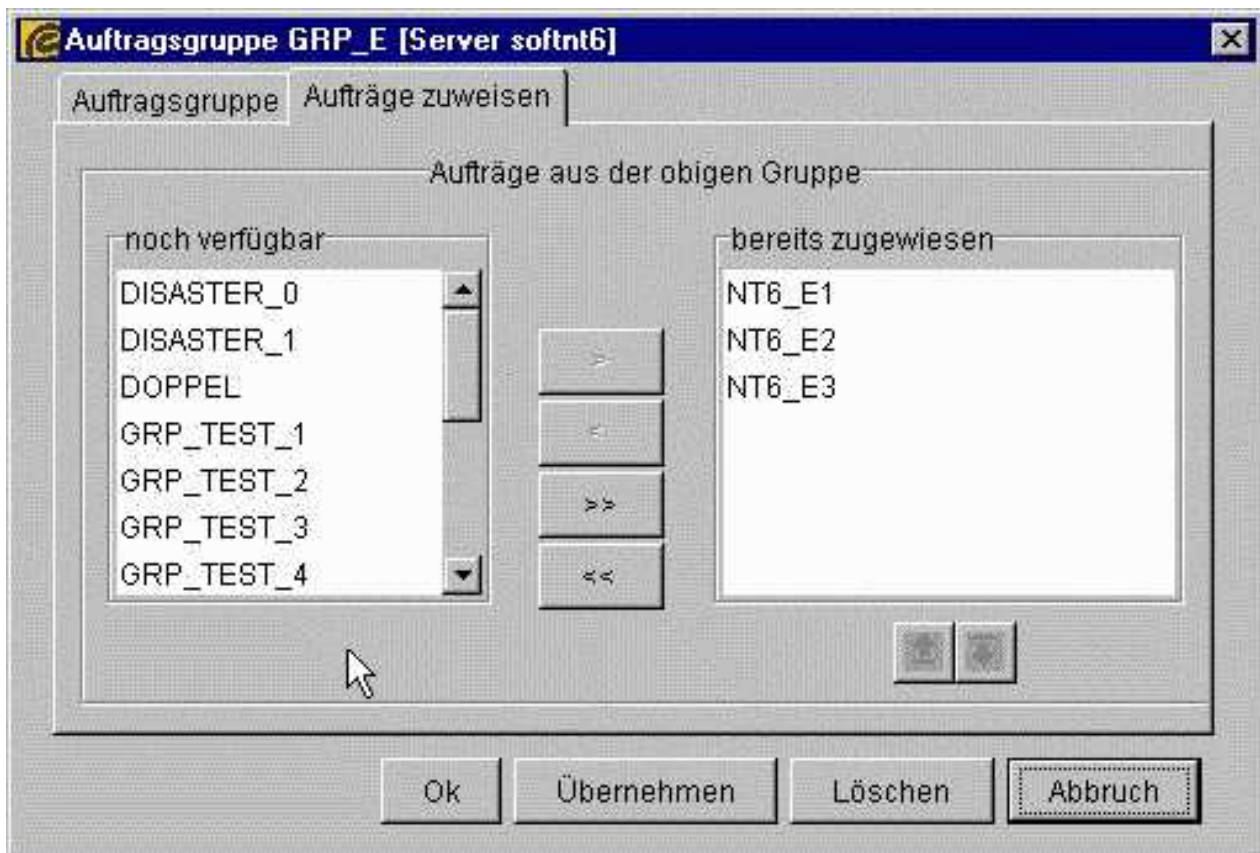 Auftragsgruppe GRP_E [Server softnt6]
Auftragsgruppe
Aufträge zuweisen
Aufträge aus der obigen Gruppe
noch verfügbar
DISASTER_0
DISASTER_1
DOPPEL
GRP_TEST_1
GRP_TEST_2
GRP_TEST_3
GRP_TEST_4
>
<
>>
<<
bereits zugewiesen
NT6_E1
NT6_E2
NT6_E3
Ok
Übernehmen
Löschen
Abbruch